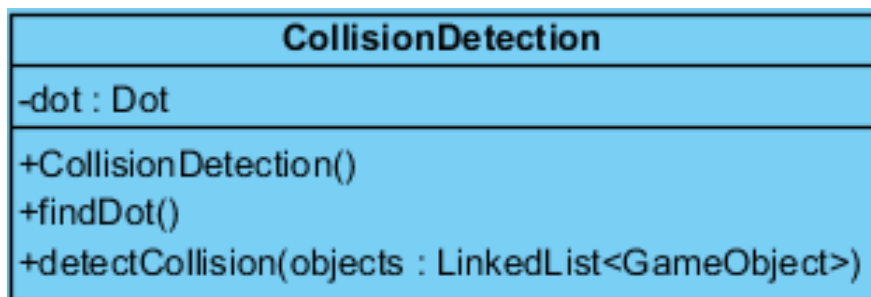 CollisionDetection
-dot : Dot
+CollisionDetection()
+findDot()
+detectCollision(objects : LinkedList<GameObject>)